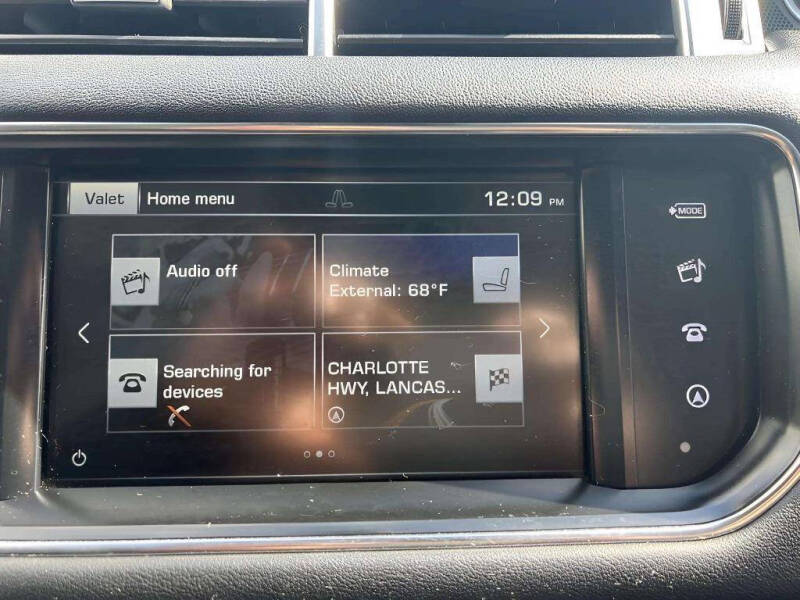 Valet Home menu 12:09 PM
MODE
Audio off
Climate
External: 68°F
Searching for
devices
CHARLOTTE
HWY, LANCAS...